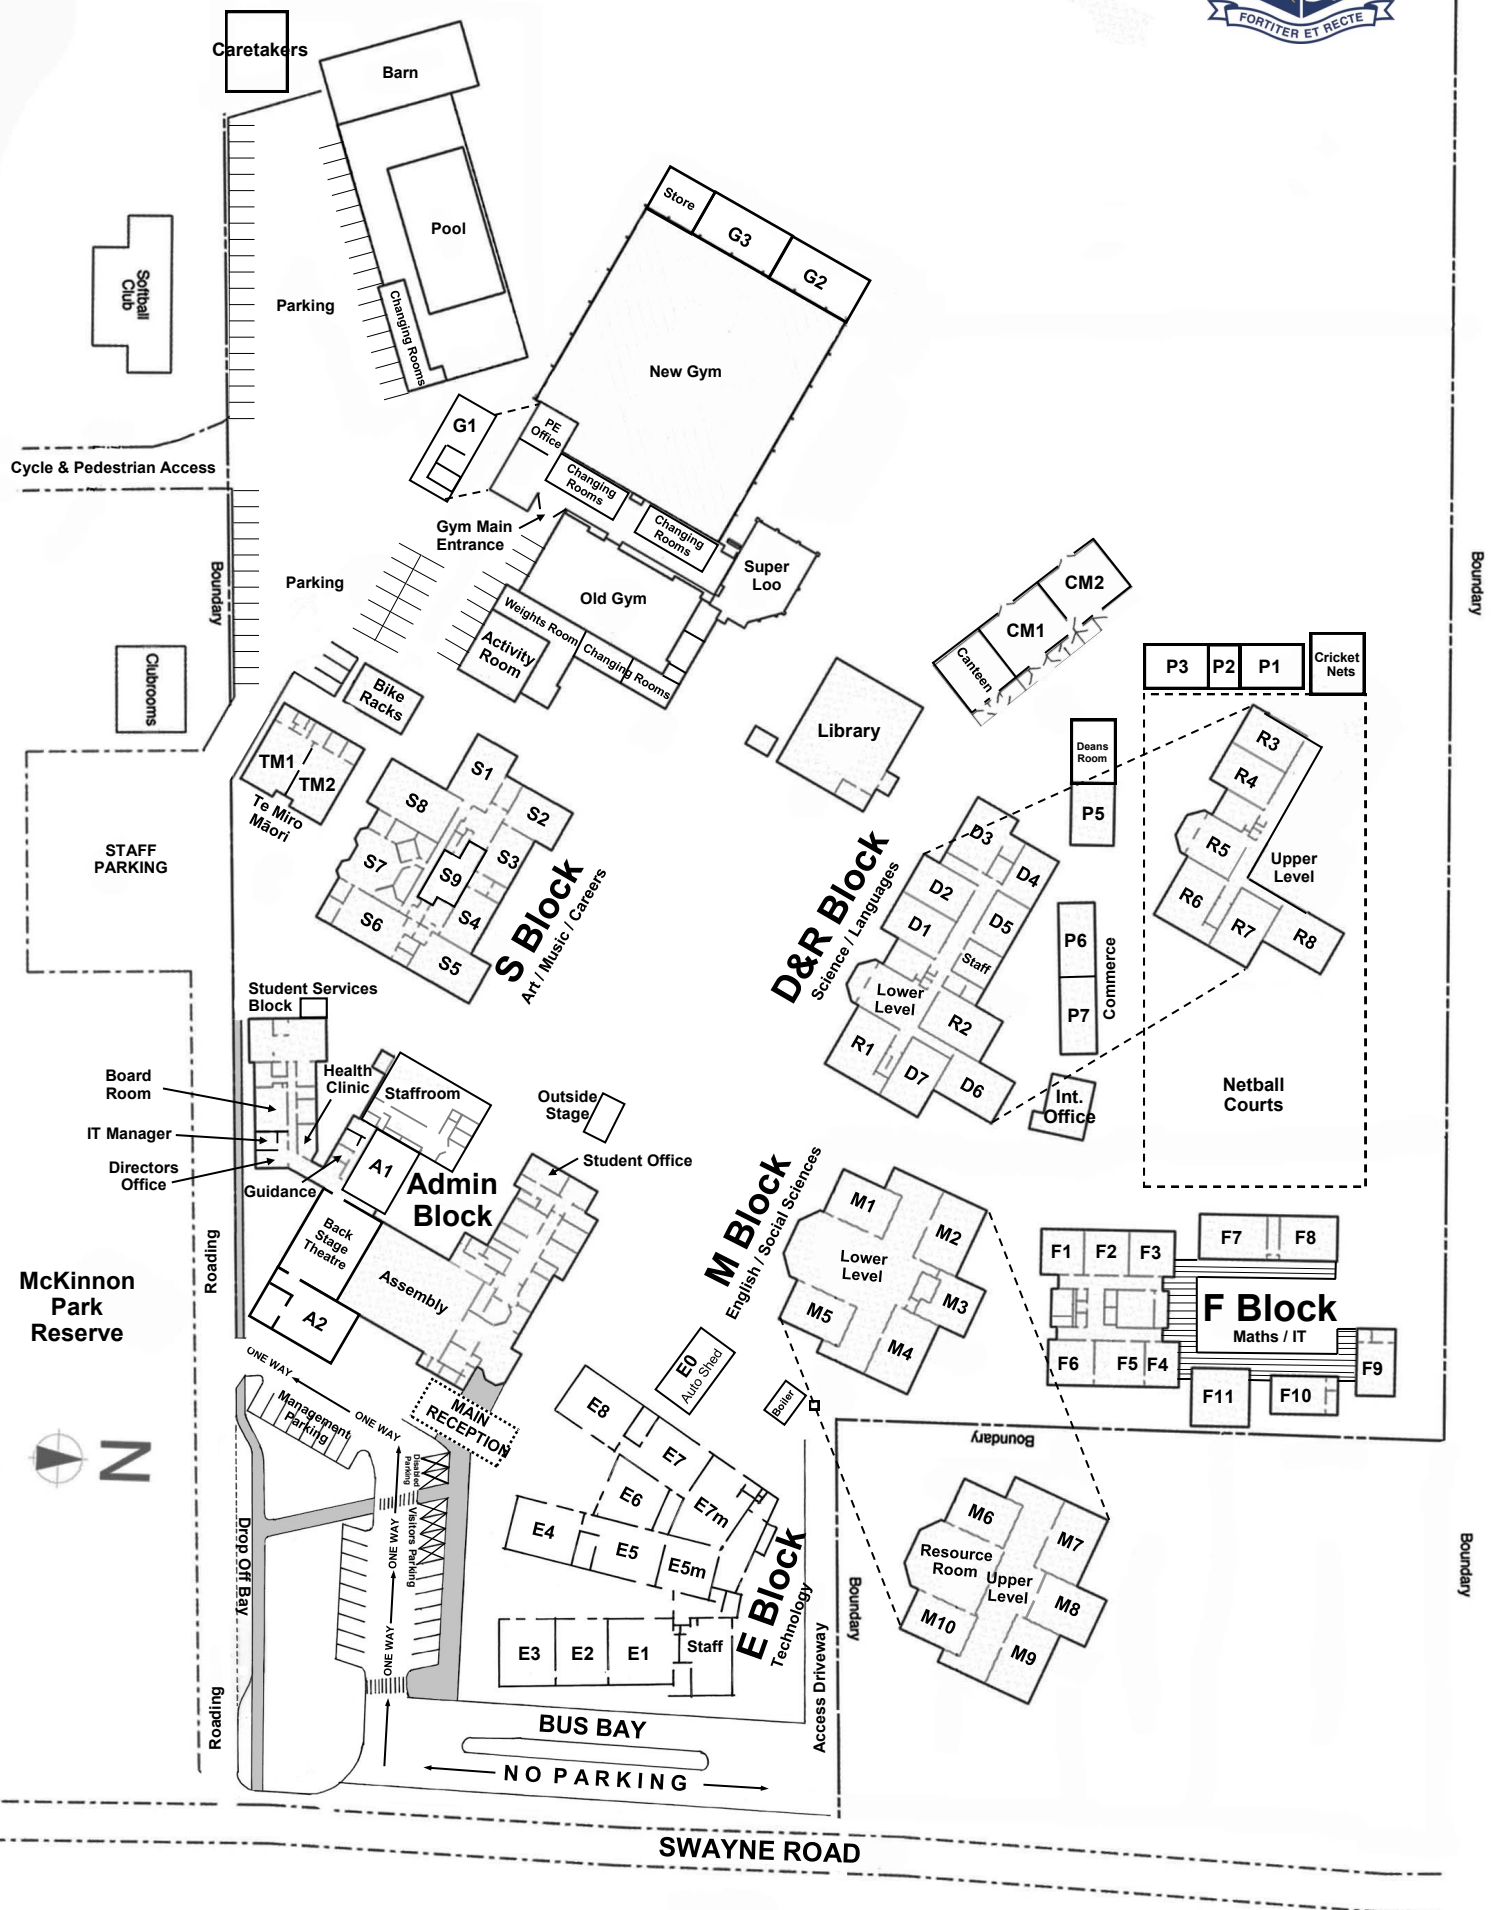 FORTITER ET RECTE
Caretakers
Barn
Pool
Changing Rooms
Parking
Softball
Club
Store
G3
G2
New Gym
G1
PE
Office
Changing
Rooms
Changing
Rooms
Gym Main
Entrance
Super
Loo
Old Gym
Weights Room
Changing Rooms
Activity
Room
Cycle & Pedestrian Access
Boundary
Parking
Boundary
Clubrooms
Bike
Racks
TM1
TM2
Te Miro
Māori
STAFF
PARKING
S1
S2
S3
S4
S5
S6
S7
S8
S9
S Block
Art / Music / Careers
Library
CM2
CM1
Canteen
P3
P2
P1
Cricket
Nets
Deans
Room
P5
P6
P7
Commerce
D&R Block
Science / Languages
D3
D4
D2
D5
D1
Staff
Lower
Level
R2
R1
D7
D6
R3
R4
R5
R6
R7
R8
Upper
Level
Int.
Office
Netball
Courts
Student Services
Block
Board
Room
Health
Clinic
IT Manager
Directors
Office
Guidance
Staffroom
A1
Admin
Block
Outside
Stage
Student Office
Back
Stage
Theatre
Assembly
A2
MAIN
RECEPTION
Roading
McKinnon
Park
Reserve
M Block
English / Social Sciences
M1
M2
Lower
Level
M3
M5
M4
F1
F2
F3
F7
F8
F Block
Maths / IT
F6
F5
F4
F9
F11
F10
E0
Auto Shed
Boiler
Boundary
ONE WAY
Management
Parking
ONE WAY
Disabled
Parking
Visitors Parking
ONE WAY
ONE WAY
Drop Off Bay
N
E8
E7
E6
E7m
E4
E5
E5m
E3
E2
E1
Staff
E Block
Technology
Access Driveway
Boundary
M6
M7
Resource
Room
Upper
Level
M8
M10
M9
Boundary
Roading
BUS BAY
NO PARKING
SWAYNE ROAD